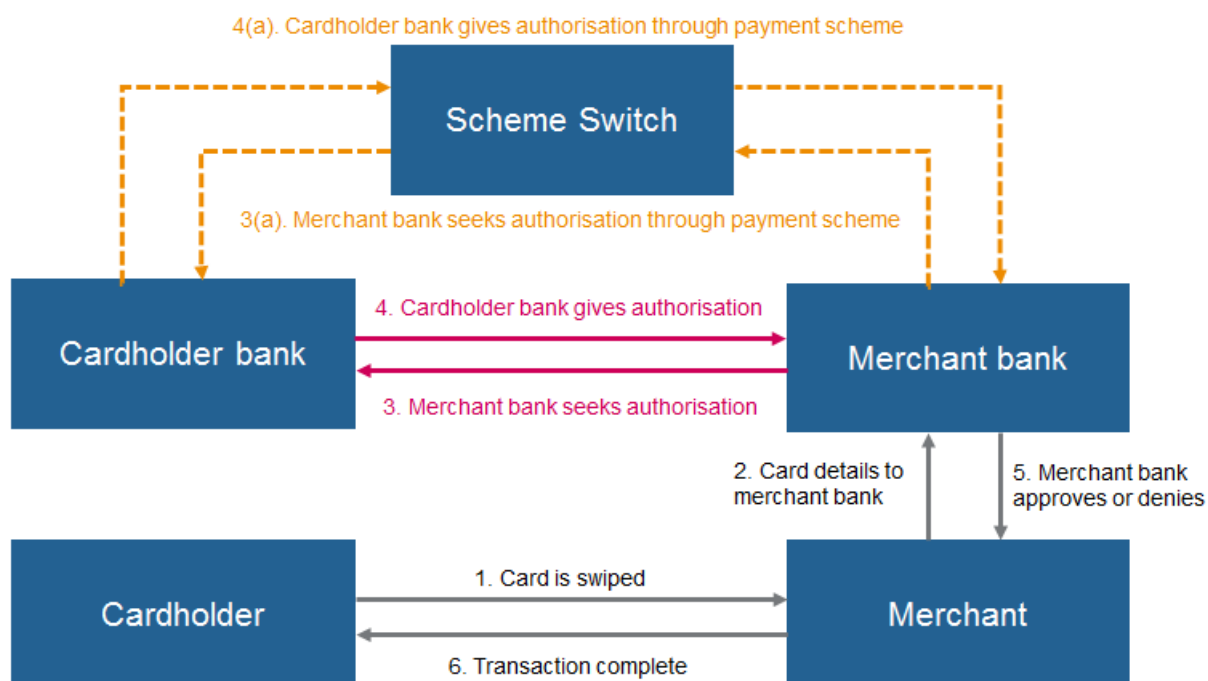 4(a). Cardholder bank gives authorisation through payment scheme
Scheme Switch
3(a). Merchant bank seeks authorisation through payment scheme
Cardholder bank
4. Cardholder bank gives authorisation
3. Merchant bank seeks authorisation
Merchant bank
2. Card details to
merchant bank
5. Merchant bank
approves or denies
Cardholder
1. Card is swiped
6. Transaction complete
Merchant